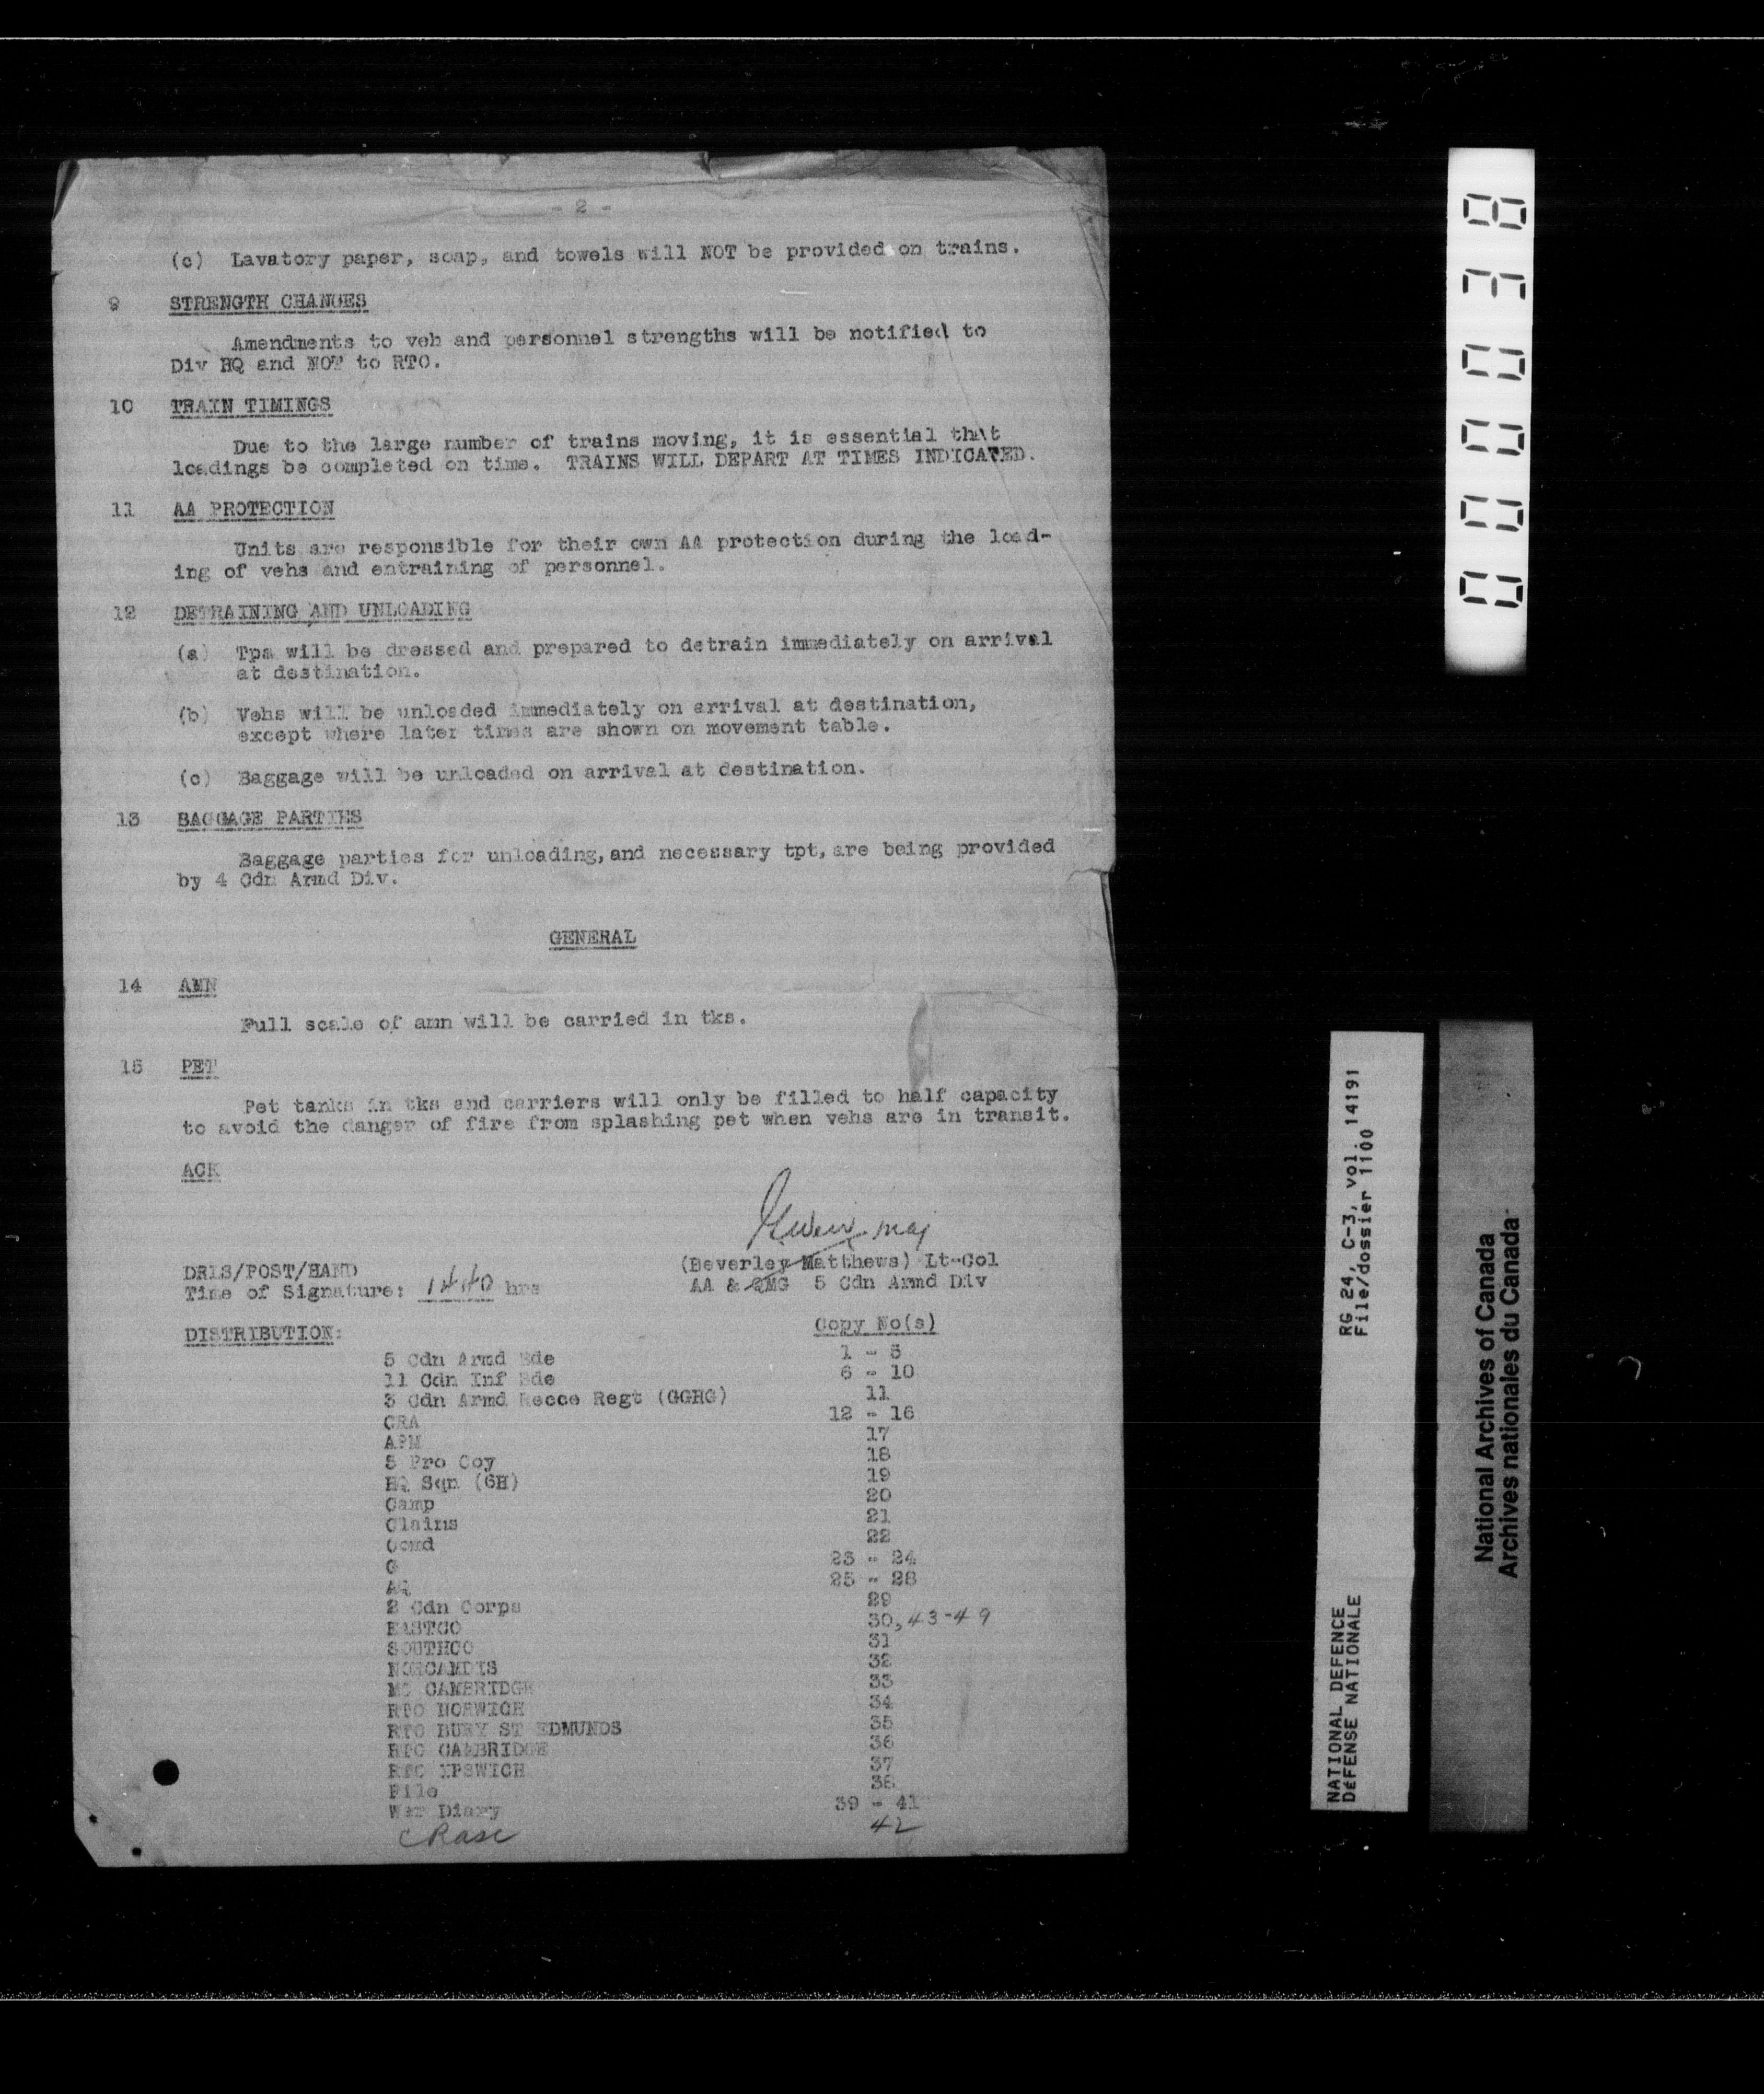 - 2 -
(c) Lavatory paper, soap, and towels will NOT be provided on trains.
9 STRENGTH CHANGES
Amendments to veh and personnel strengths will be notified to
Div HQ and NOT to RTO.
10 TRAIN TIMINGS
Due to the large number of trains moving, it is essential that
loadings be completed on time. TRAINS WILL DEPART AT TIMES INDICATED.
11 AA PROTECTION
Units are responsible for their own AA protection during the load-
ing of vehs and entraining of personnel.
12 DETRAINING AND UNLOADING
(a) Tps will be dressed and prepared to detrain immediately on arrival
at destination.
(b) Vehs will be unloaded immediately on arrival at destination,
except where later times are shown on movement table.
(c) Baggage will be unloaded on arrival at destination.
13 BAGGAGE PARTIES
Baggage parties for unloading, and necessary tpt, are being provided
by 4 Cdn Armd Div.
GENERAL
14 AMN
Full scale of amn will be carried in tks.
15 PET
Pet tanks in tks and carriers will only be filled to half capacity
to avoid the danger of fire from splashing pet when vehs are in transit.
ACK
maj
(Beverley Matthews) Lt-Col
AA & QMG 5 Cdn Armd Div
DRLS/POST/HAND
Time of Signature: 1440 hrs
DISTRIBUTION: Copy No(s)
5 Cdn Armd Bde 1 - 5
11 Cdn Inf Bde 6 - 10
3 Cdn Armd Recce Regt (GGHG) 11
CRA 12 - 16
APM 17
5 Pro Coy 18
HQ Sqn (GH) 19
Camp 20
Claims 21
Comd 22
G 23 - 24
AQ 25 - 28
2 Cdn Corps 29
EASTCO 30, 43-49
SOUTHCO 31
NORCAMDIS 32
MC CAMBRIDGE 33
RTO NORWICH 34
RTO BURY ST EDMUNDS 35
RTO CAMBRIDGE 36
RTO IPSWICH 37
File 38
War Diary 39 - 41
CRASC 42
000038
RG 24, C-3, vol. 14191
File/dossier 1100
NATIONAL DEFENCE
DÉFENSE NATIONALE
National Archives of Canada
Archives nationales du Canada